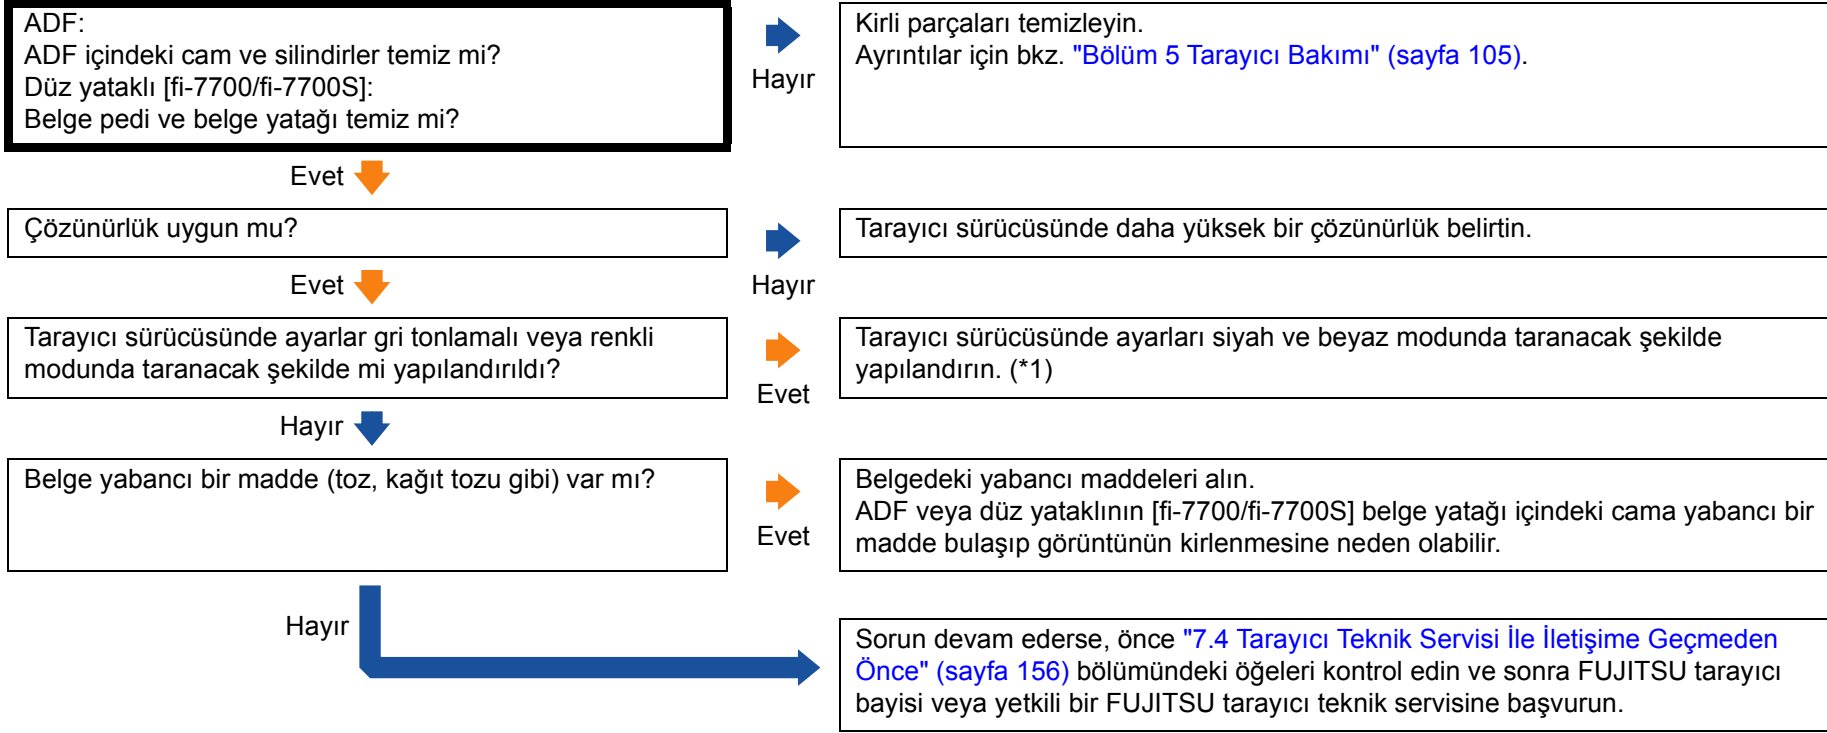 ADF:
ADF içindeki cam ve silindirler temiz mi?
Düz yataklı [fi-7700/fi-7700S]:
Belge pedi ve belge yatağı temiz mi?
Hayır
Kirli parçaları temizleyin.
Ayrıntılar için bkz. "Bölüm 5 Tarayıcı Bakımı" (sayfa 105).
Evet
Çözünürlük uygun mu?
Hayır
Tarayıcı sürücüsünde daha yüksek bir çözünürlük belirtin.
Evet
Tarayıcı sürücüsünde ayarlar gri tonlamalı veya renkli
modunda taranacak şekilde mi yapılandırıldı?
Evet
Tarayıcı sürücüsünde ayarları siyah ve beyaz modunda taranacak şekilde
yapılandırın. (*1)
Hayır
Belge yabancı bir madde (toz, kağıt tozu gibi) var mı?
Evet
Belgedeki yabancı maddeleri alın.
ADF veya düz yataklının [fi-7700/fi-7700S] belge yatağı içindeki cama yabancı bir
madde bulaşıp görüntünün kirlenmesine neden olabilir.
Hayır
Sorun devam ederse, önce "7.4 Tarayıcı Teknik Servisi İle İletişime Geçmeden
Önce" (sayfa 156) bölümündeki öğeleri kontrol edin ve sonra FUJITSU tarayıcı
bayisi veya yetkili bir FUJITSU tarayıcı teknik servisine başvurun.